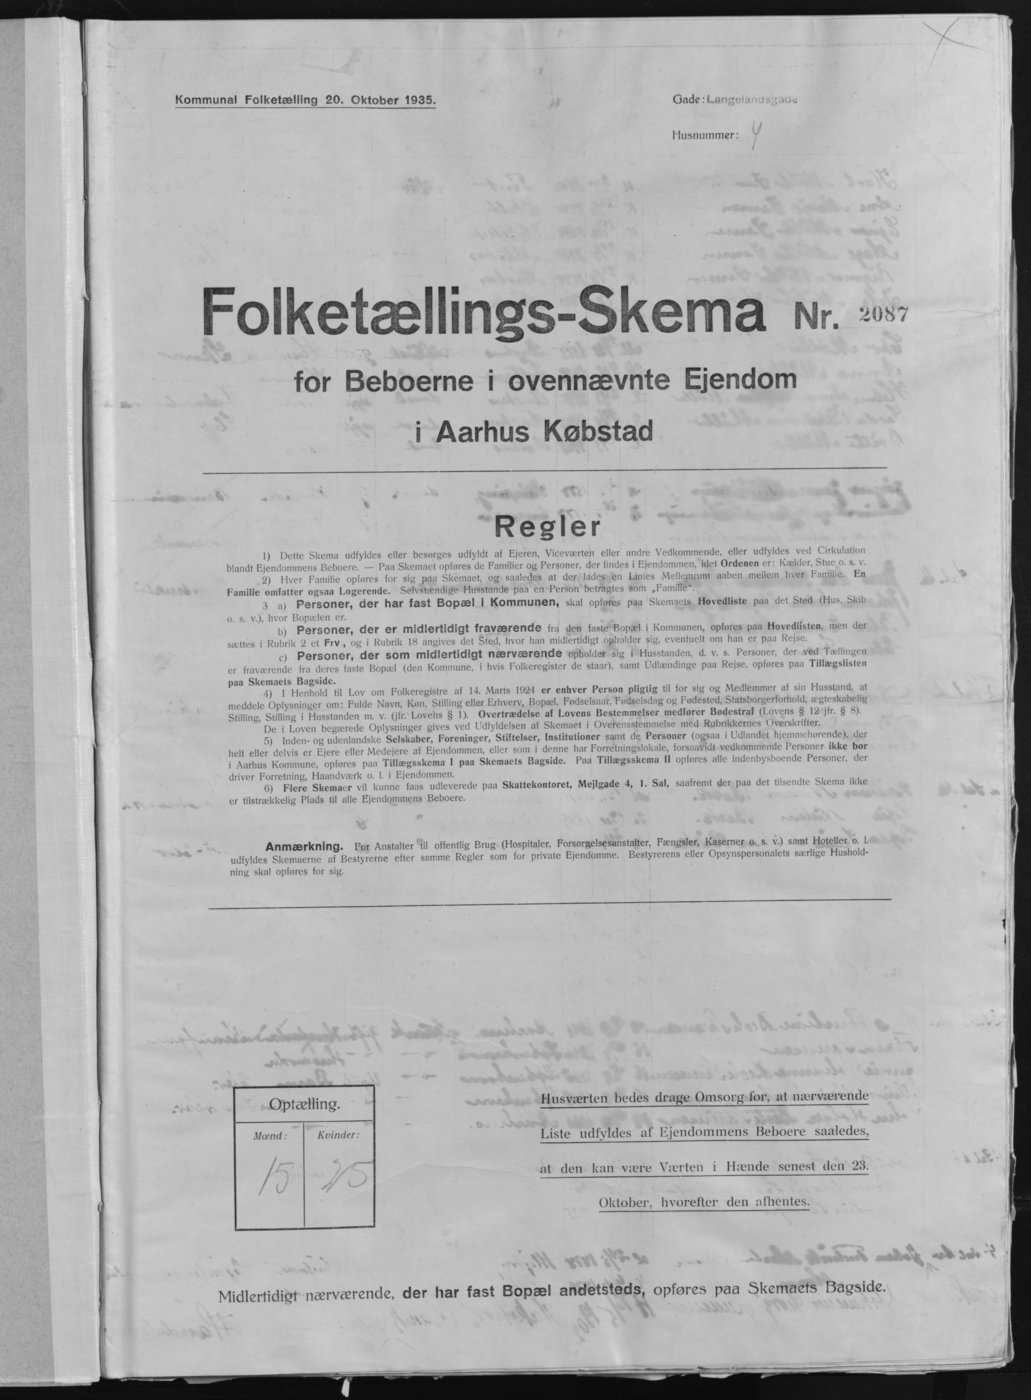 Kommunal Folketælling 20. Oktober 1935.
Gade: Langelandsgade
Husnummer: 4
Folketællings-Skema Nr. 2087
for Beboerne i ovennævnte Ejendom
i Aarhus Købstad
Regler
1) Dette Skema udfyldes eller besørges udfyldt af Ejeren, Viceværten eller andre Vedkommende, eller udfyldes ved Cirkulation
blandt Ejendommens Beboere. — Paa Skemaet opføres de Familier og Personer, der findes i Ejendommen, idet Ordenen er: Kælder, Stue o. s. v.
2) Hver Familie opføres for sig paa Skemaet, og saaledes at der lades en Linies Mellemrum aaben mellem hver Familie. En
Familie omfatter ogsaa Logerende. Selvstændige Husstande paa en Person betragtes som „Familie“.
3 a) Personer, der har fast Bopæl i Kommunen, skal opføres paa Skemaets Hovedliste paa det Sted (Hus, Skib
o. s. v.), hvor Bopælen er.
b) Personer, der er midlertidigt fraværende fra den faste Bopæl i Kommunen, opføres paa Hovedlisten, men der
sættes i Rubrik 2 et Frv., og i Rubrik 18 angives det Sted, hvor han midlertidigt opholder sig, eventuelt om han er paa Rejse.
c) Personer, der som midlertidigt nærværende opholder sig i Husstanden, d. v. s. Personer, der ved Tællingen
er fraværende fra deres faste Bopæl (den Kommune, i hvis Folkeregister de staar), samt Udlændinge paa Rejse, opføres paa Tillægslisten
paa Skemaets Bagside.
4) I Henhold til Lov om Folkeregistre af 14. Marts 1924 er enhver Person pligtig til for sig og Medlemmer af sin Husstand, at
meddele Oplysninger om: Fulde Navn, Køn, Stilling eller Erhverv, Bopæl, Fødselsaar, Fødselsdag og Fødested, Statsborgerforhold, ægteskabelig
Stilling, Stilling i Husstanden m. v. (jfr. Lovens § 1). Overtrædelse af Lovens Bestemmelser medfører Bødestraf (Lovens § 12 jfr. § 8).
De i Loven begærede Oplysninger gives ved Udfyldelsen af Skemaet i Overensstemmelse med Rubrikkernes Overskrifter.
5) Inden- og udenlandske Selskaber, Foreninger, Stiftelser, Institutioner samt de Personer (ogsaa i Udlandet hjemmehørende), der
helt eller delvis er Ejere eller Medejere af Ejendommen, eller som i denne har Forretningslokale, forsaavidt vedkommende Personer ikke bor
i Aarhus Kommune, opføres paa Tillægsskema I paa Skemaets Bagside. Paa Tillægsskema II opføres alle indenbysboende Personer, der
driver Forretning, Haandværk o. l. i Ejendommen.
6) Flere Skemaer vil kunne faas udleverede paa Skattekontoret, Mejlgade 4, 1. Sal, saafremt der paa det tilsendte Skema ikke
er tilstrækkelig Plads til alle Ejendommens Beboere.
Anmærkning. For Anstalter til offentlig Brug (Hospitaler, Forsørgelsesanstalter, Fængsler, Kaserner o. s. v.) samt Hoteller o. l.
udfyldes Skemaerne af Bestyrerne efter samme Regler som for private Ejendomme. Bestyrerens eller Opsynspersonalets særlige Hushold-
ning skal opføres for sig.
Optælling.
Mænd: Kvinder:
15 25
Husværten bedes drage Omsorg for, at nærværende
Liste udfyldes af Ejendommens Beboere saaledes,
at den kan være Værten i Hænde senest den 23.
Oktober, hvorefter den afhentes.
Midlertidigt nærværende, der har fast Bopæl andetsteds, opføres paa Skemaets Bagside.